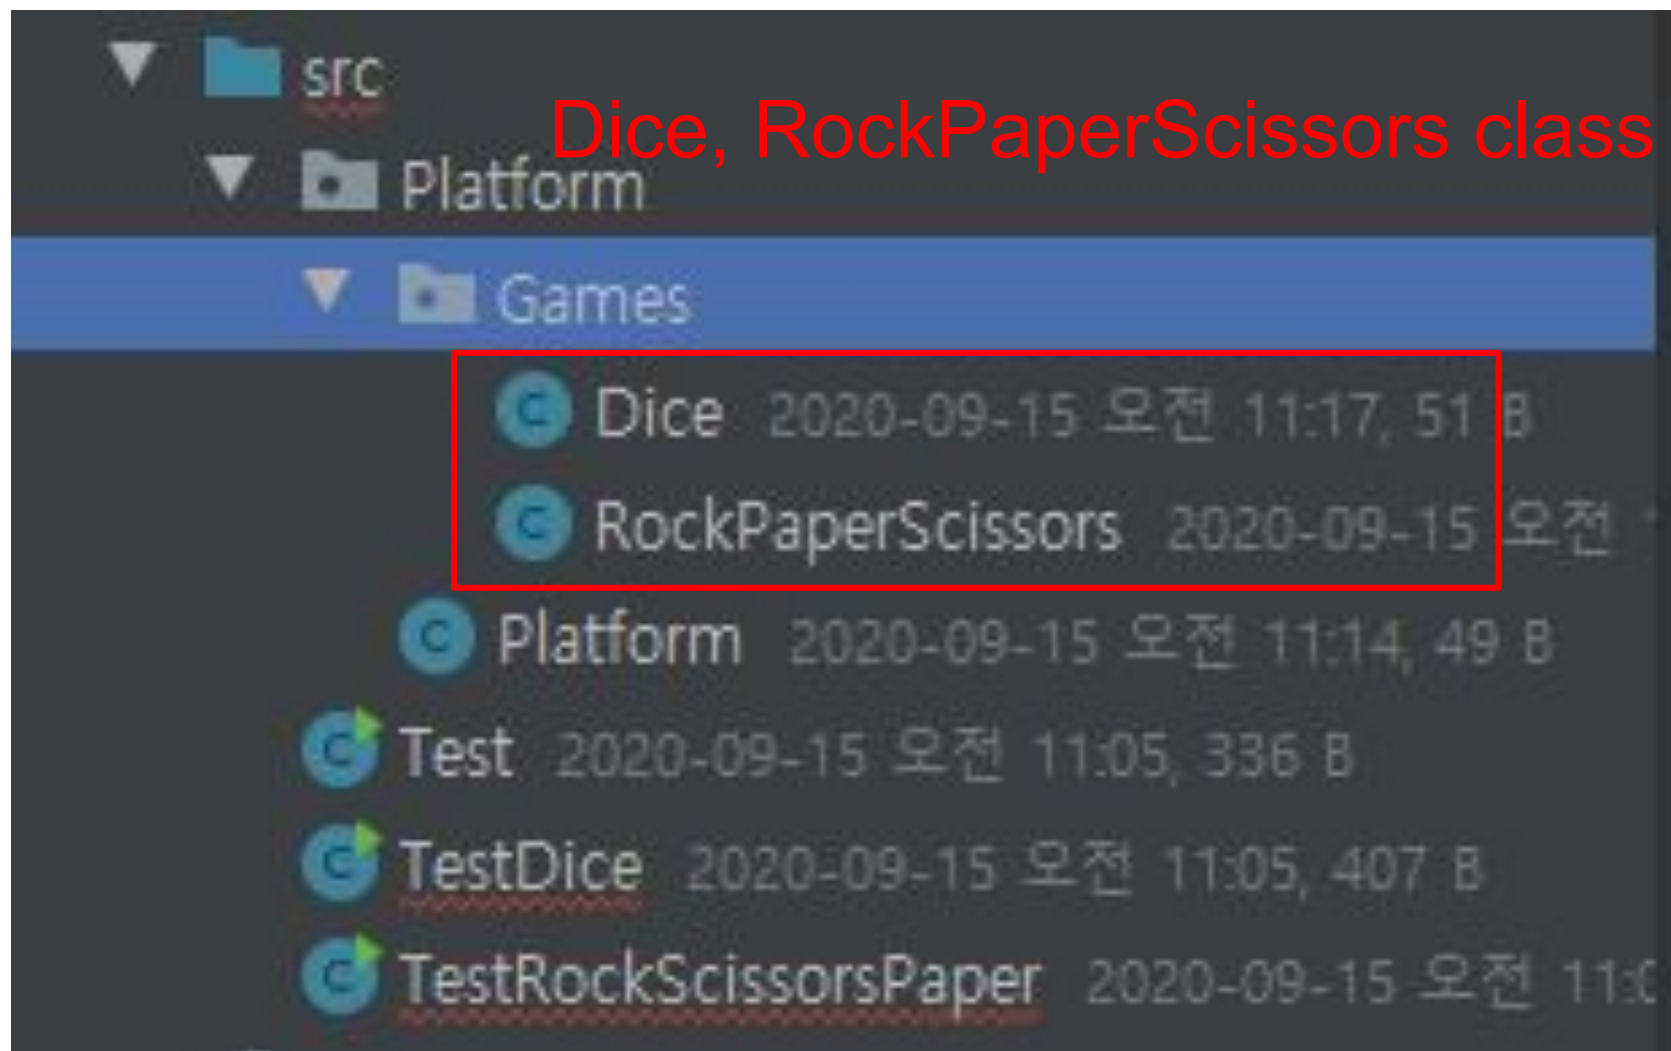 src
Dice, RockPaperScissors class
Platform
Games
Dice 2020-09-15 오전 11:17, 51 B
RockPaperScissors 2020-09-15 오전
Platform 2020-09-15 오전 11:14, 49 B
Test 2020-09-15 오전 11:05, 336 B
TestDice 2020-09-15 오전 11:05, 407 B
TestRockScissorsPaper 2020-09-15 오전